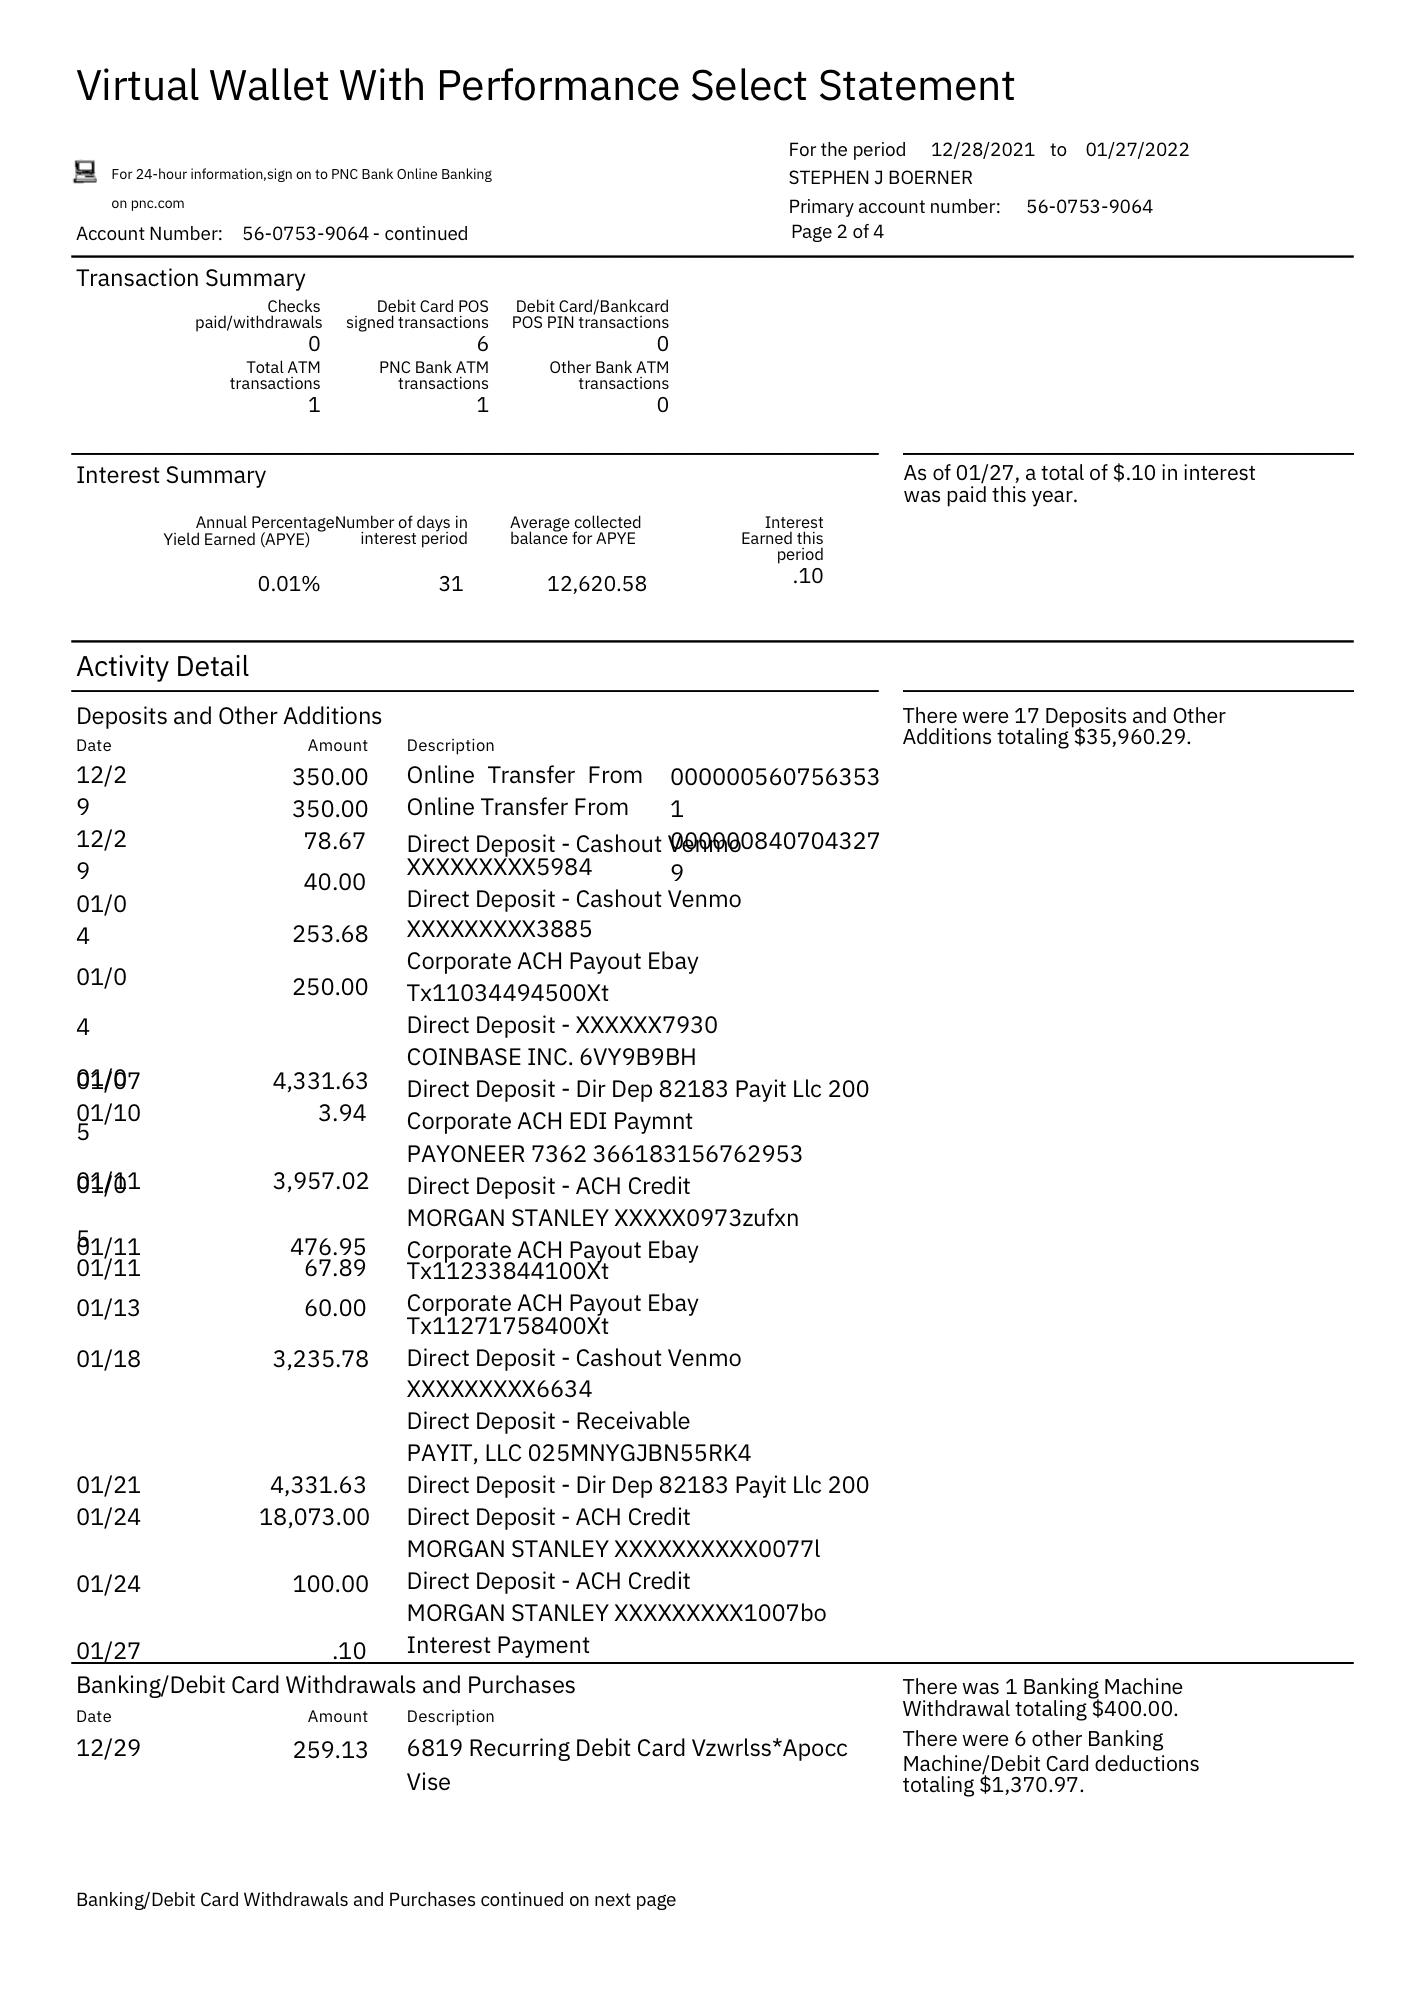 Virtual Wallet With Performance Select Statement
For the period 12/28/2021 to 01/27/2022
For 24-hour information,sign on to PNC Bank Online Banking
on pnc.com
STEPHEN J BOERNER
Primary account number: 56-0753-9064
Account Number: 56-0753-9064 - continued
Page 2 of 4
Transaction Summary
Checks Debit Card POS Debit Card/Bankcard
paid/withdrawals signed transactions POS PIN transactions
0 6 0
Total ATM PNC Bank ATM Other Bank ATM
transactions transactions transactions
1 1 0
Interest Summary
As of 01/27, a total of $.10 in interest
was paid this year.
Annual Percentage Number of days in Average collected Interest
Yield Earned (APYE) interest period balance for APYE Earned this
period
0.01% 31 12,620.58 .10
Activity Detail
Deposits and Other Additions
There were 17 Deposits and Other
Additions totaling $35,960.29.
Date Amount Description
12/2 350.00 Online Transfer From 000000560756353
9 350.00 Online Transfer From 1
12/2 78.67 Direct Deposit - Cashout Venmo 000000840704327
9 40.00 XXXXXXXXX5984 9
01/0 Direct Deposit - Cashout Venmo
4 253.68 XXXXXXXXX3885
Corporate ACH Payout Ebay
01/0 250.00 Tx11034494500Xt
4 Direct Deposit - XXXXXX7930
COINBASE INC. 6VY9B9BH
01/0
01/07 4,331.63 Direct Deposit - Dir Dep 82183 Payit Llc 200
01/10 3.94 Corporate ACH EDI Paymnt
5
PAYONEER 7362 366183156762953
01/11 3,957.02 Direct Deposit - ACH Credit
01/0
MORGAN STANLEY XXXXX0973zufxn
5
01/11 476.95 Corporate ACH Payout Ebay
01/11 67.89 Tx11233844100Xt
01/13 60.00 Corporate ACH Payout Ebay
Tx11271758400Xt
01/18 3,235.78 Direct Deposit - Cashout Venmo
XXXXXXXXX6634
Direct Deposit - Receivable
PAYIT, LLC 025MNYGJBN55RK4
01/21 4,331.63 Direct Deposit - Dir Dep 82183 Payit Llc 200
01/24 18,073.00 Direct Deposit - ACH Credit
MORGAN STANLEY XXXXXXXXXX0077l
01/24 100.00 Direct Deposit - ACH Credit
MORGAN STANLEY XXXXXXXXX1007bo
01/27 .10 Interest Payment
Banking/Debit Card Withdrawals and Purchases
There was 1 Banking Machine
Withdrawal totaling $400.00.
There were 6 other Banking
Machine/Debit Card deductions
totaling $1,370.97.
Date Amount Description
12/29 259.13 6819 Recurring Debit Card Vzwrlss*Apocc
Vise
Banking/Debit Card Withdrawals and Purchases continued on next page